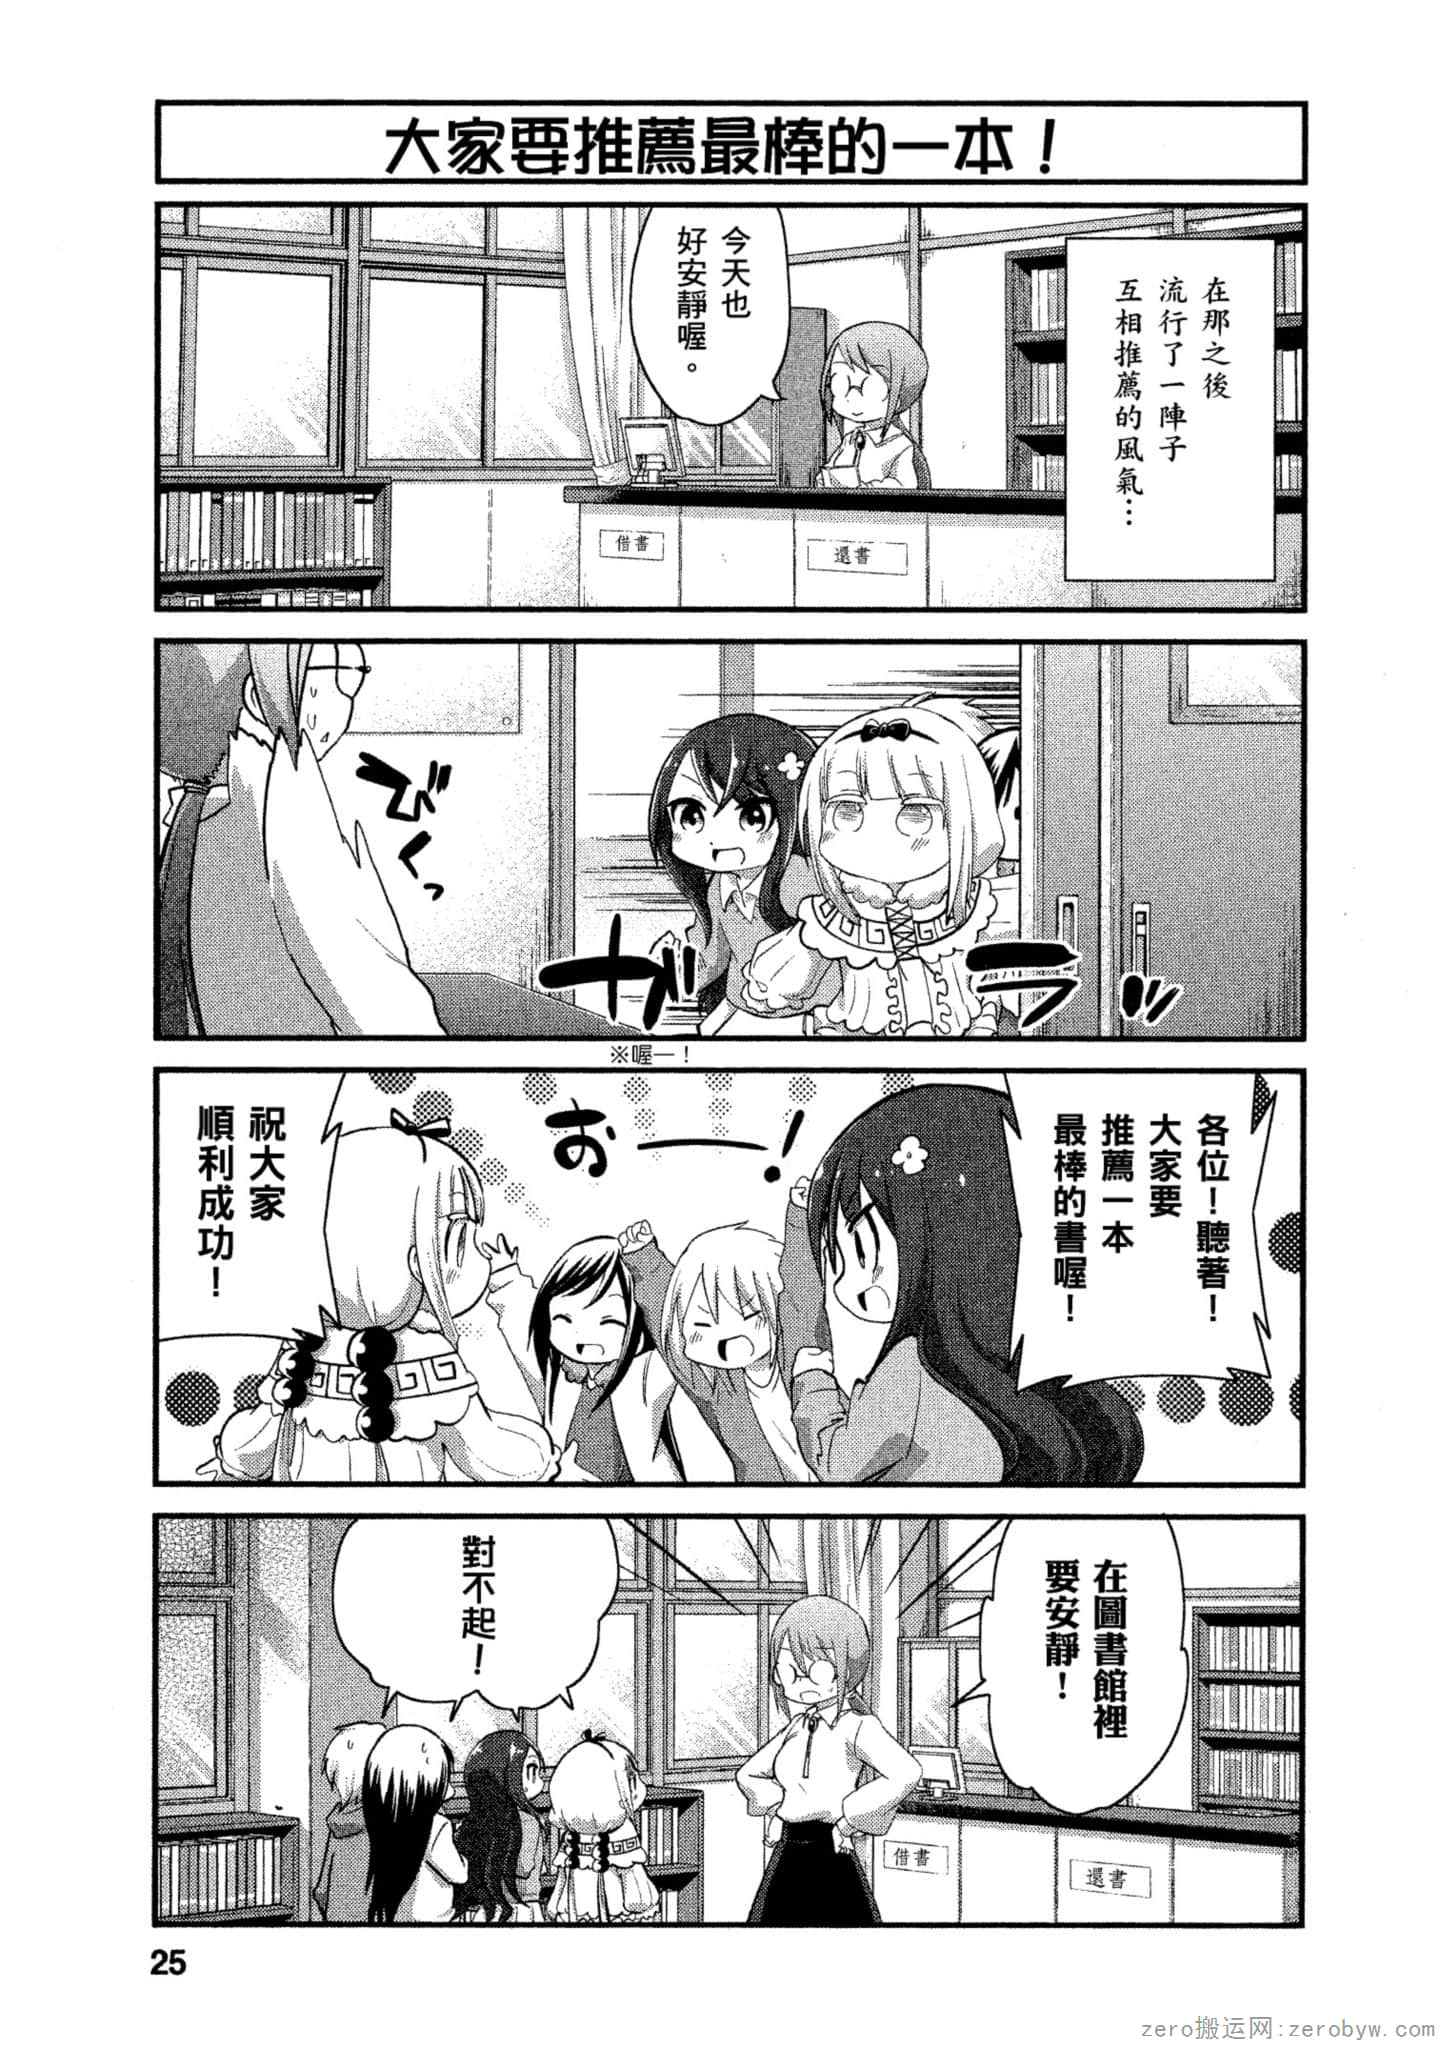 大家要推薦最棒的一本！
在那之後
流行了一陣子
互相推薦的風氣…
今天也
好安靜喔。
借書
還書
びくっ
ガラッ
※喔—！
各位！聽著！
大家要
推薦一本
最棒的書喔！
おーー！
祝大家
順利成功！
在圖書館裡
要安靜！
對不起！
借書
還書
25
zero搬运网:zerobyw.com